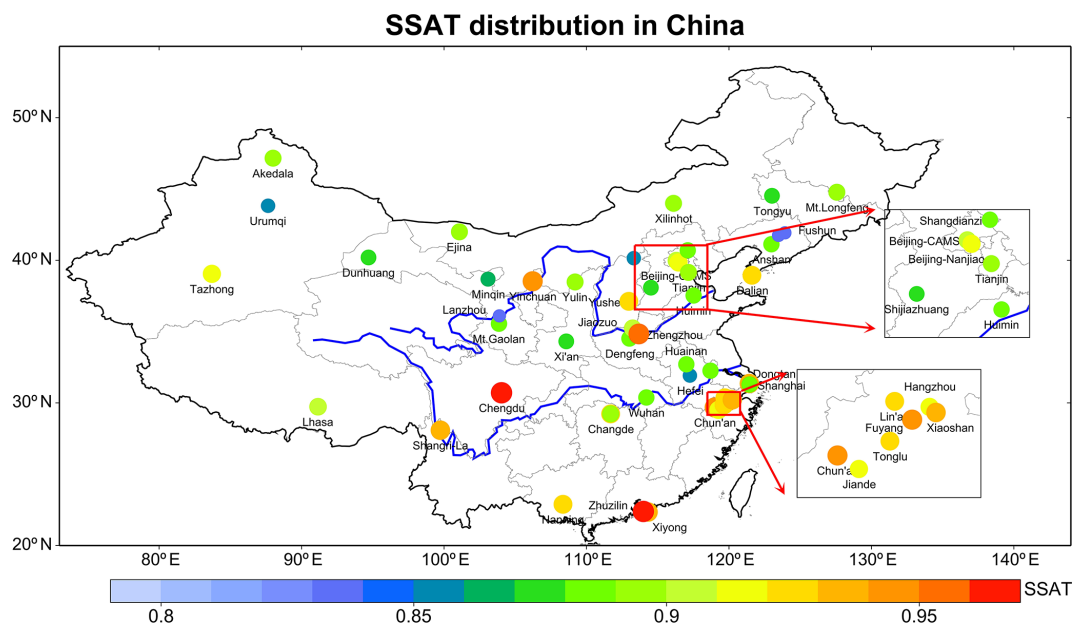 SSAT distribution in China
50° N
40° N
30° N
20° N
80° E
90° E
100° E
110° E
120° E
130° E
140° E
Akedala
Urumqi
Tazhong
Dunhuang
Ejina
Xilinhot
Tongyu
Mt.Longfeng
Fushun
Anshan
Dalian
Minqin
Yinchuan
Yulin
Yushe
Beijing-CAMS
Tianjin
Huimin
Lanzhou
Mt.Gaolan
Jiaozuo
Zhengzhou
Dengfeng
Xi'an
Huainan
Hefei
Dongtan
Shanghai
Chengdu
Changde
Wuhan
Chun'an
Lhasa
Shangri-La
Nanning
Zhuzilin
Xiyong
Shangdianzi
Beijing-CAMS
Beijing-Nanjiao
Tianjin
Shijiazhuang
Huimin
Hangzhou
Lin'a
Fuyang
Xiaoshan
Tonglu
Chun'a
Jiande
SSAT
0.8
0.85
0.9
0.95